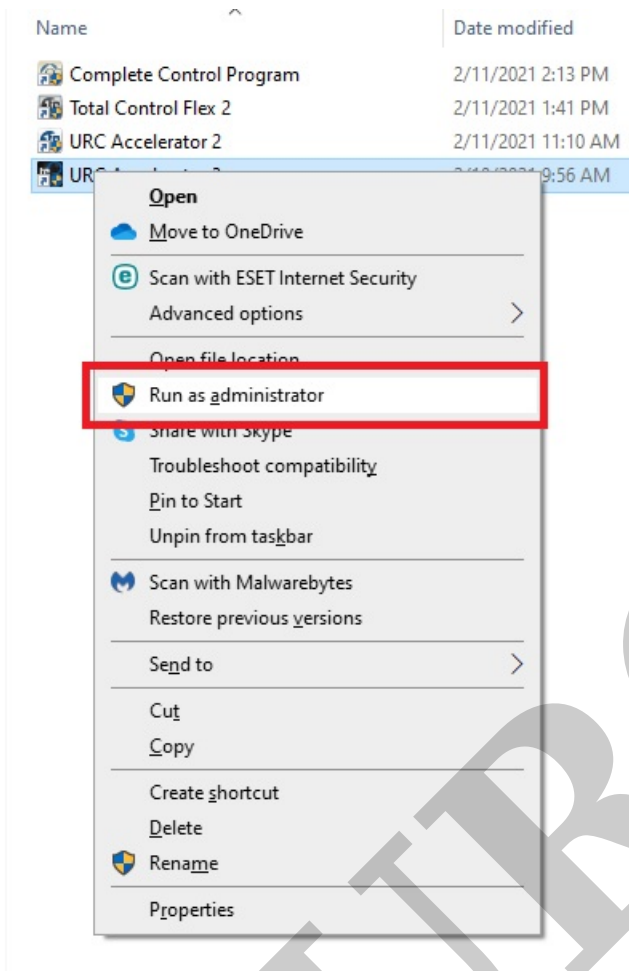 Name Date modified
Complete Control Program 2/11/2021 2:13 PM
Total Control Flex 2 2/11/2021 1:41 PM
URC Accelerator 2 2/11/2021 11:10 AM
9:56 AM
Open
Move to OneDrive
Scan with ESET Internet Security
Advanced options
Open file location
Run as administrator
Share with Skype
Troubleshoot compatibility
Pin to Start
Unpin from taskbar
Scan with Malwarebytes
Restore previous versions
Send to
Cut
Copy
Create shortcut
Delete
Rename
Properties